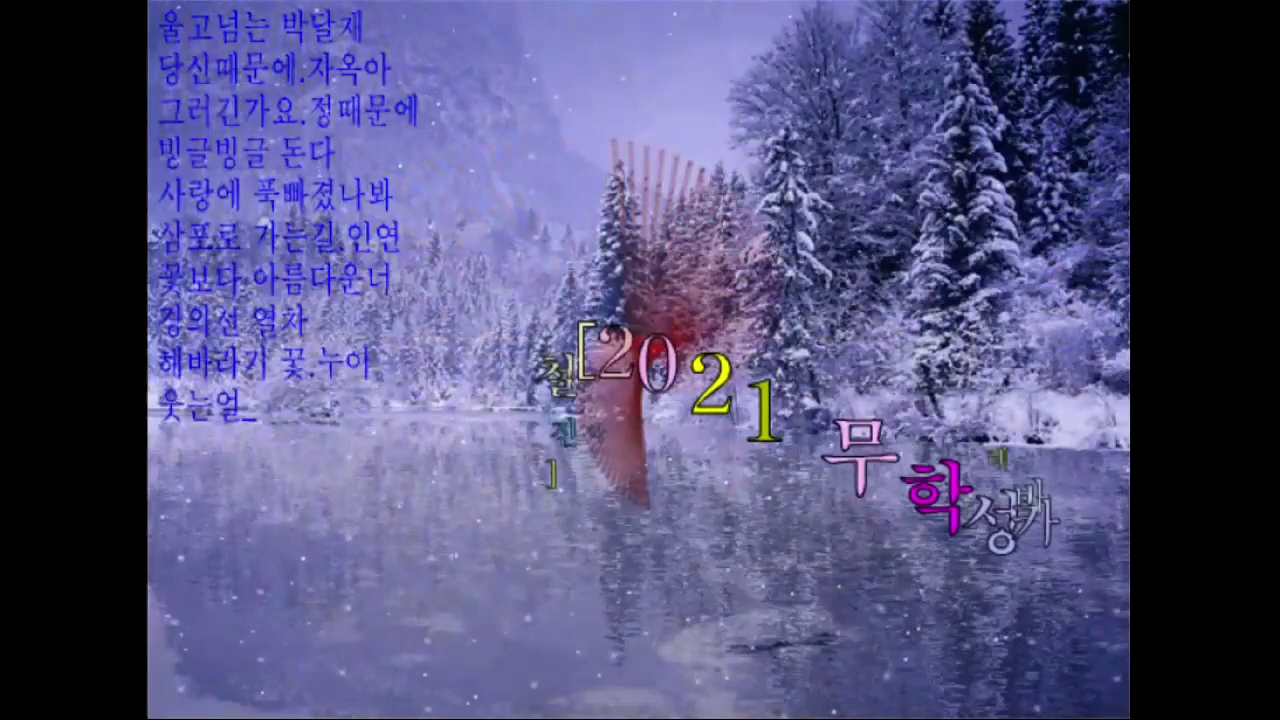 울고넘는 박달재
당신때문에.자옥아
그러긴가요.정때문에
빙글빙글 돈다
사랑에 푹빠졌나봐
삼포로 가는길.인연
꽃보다 아름다운너
경의선 열차
해바라기 꽃.누이
웃는얼_
[2021
무학성